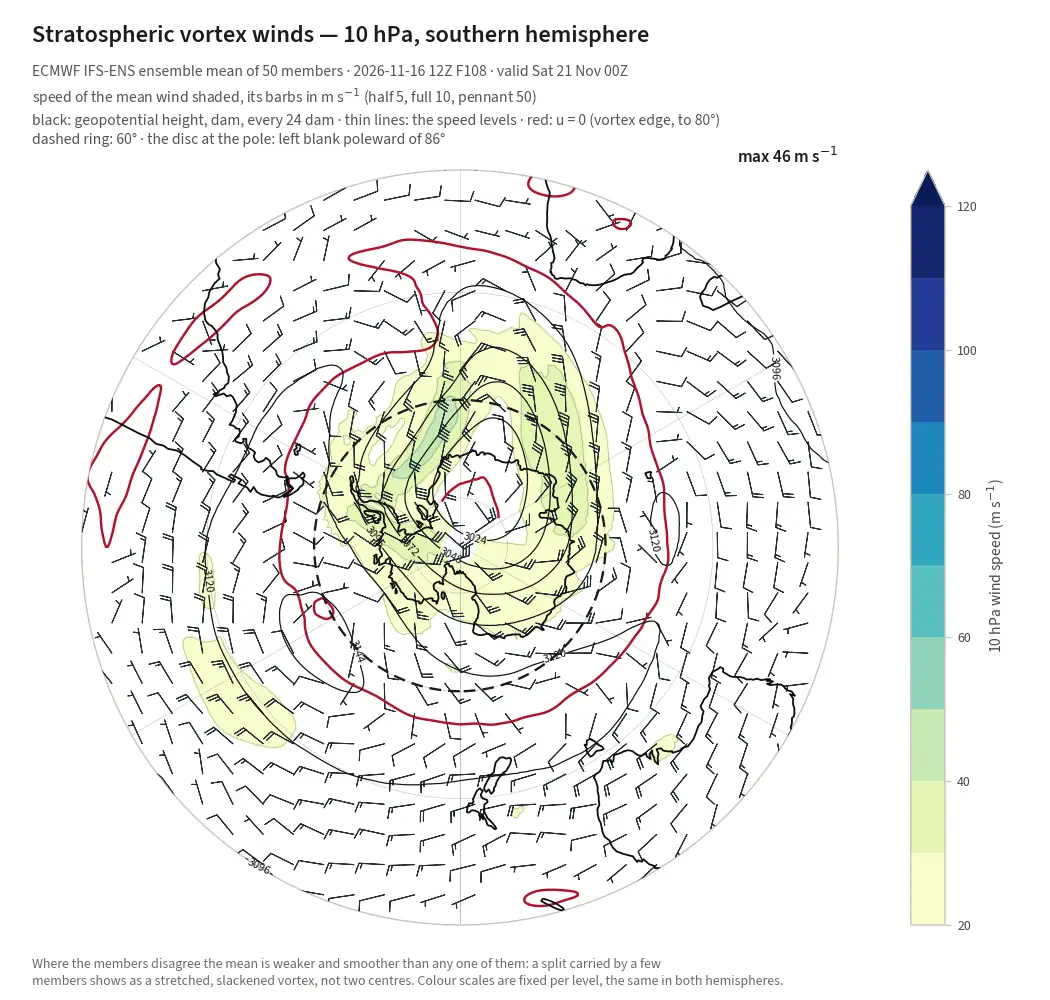 Stratospheric vortex winds — 10 hPa, southern hemisphere
ECMWF IFS-ENS ensemble mean of 50 members · 2026-11-16 12Z F108 · valid Sat 21 Nov 00Z
speed of the mean wind shaded, its barbs in m s⁻¹ (half 5, full 10, pennant 50)
black: geopotential height, dam, every 24 dam · thin lines: the speed levels · red: u = 0 (vortex edge, to 80°)
dashed ring: 60° · the disc at the pole: left blank poleward of 86°
max 46 m s⁻¹
120
100
80
60
40
20
10 hPa wind speed (m s⁻¹)
3096
3120
3024
3120
3144
3120
3096
Where the members disagree the mean is weaker and smoother than any one of them: a split carried by a few
members shows as a stretched, slackened vortex, not two centres. Colour scales are fixed per level, the same in both hemispheres.